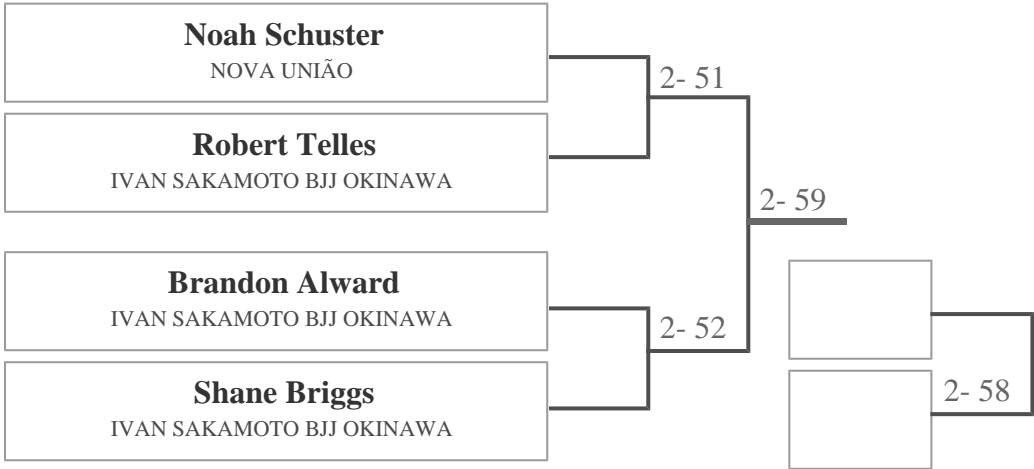 Noah Schuster
NOVA UNIÃO
2- 51
Robert Telles
IVAN SAKAMOTO BJJ OKINAWA
2- 59
Brandon Alward
IVAN SAKAMOTO BJJ OKINAWA
2- 52
Shane Briggs
IVAN SAKAMOTO BJJ OKINAWA
2- 58